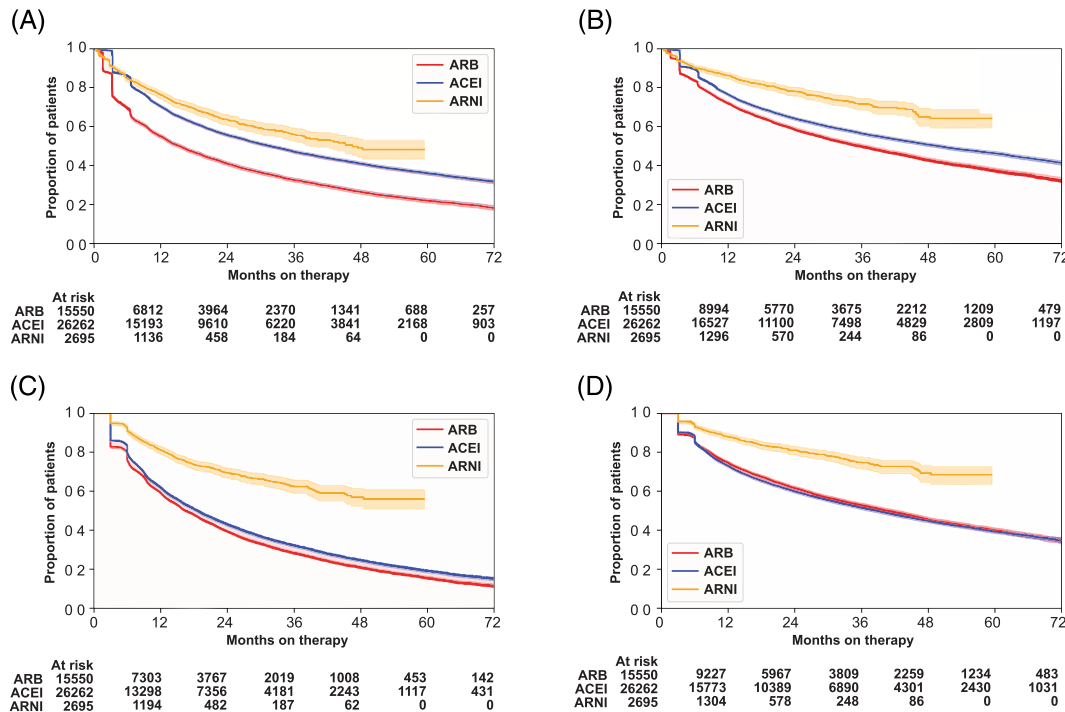 (A)
1 0
0 8
0 6
0 4
0 2
0 0
Proportion of patients
ARB
ACEI
ARNI
0 12 24 36 48 60 72
Months on therapy
At risk
ARB 15550 6812 3964 2370 1341 688 257
ACEI 26262 15193 9610 6220 3841 2168 903
ARNI 2695 1136 458 184 64 0 0
(B)
1 0
0 8
0 6
0 4
0 2
0 0
Proportion of patients
ARB
ACEI
ARNI
0 12 24 36 48 60 72
Months on therapy
At risk
ARB 15550 8994 5770 3675 2212 1209 479
ACEI 26262 16527 11100 7498 4829 2809 1197
ARNI 2695 1296 570 244 86 0 0
(C)
1 0
0 8
0 6
0 4
0 2
0 0
Proportion of patients
ARB
ACEI
ARNI
0 12 24 36 48 60 72
Months on therapy
At risk
ARB 15550 7303 3767 2019 1008 453 142
ACEI 26262 13298 7356 4181 2243 1117 431
ARNI 2695 1194 482 187 62 0 0
(D)
1 0
0 8
0 6
0 4
0 2
0 0
Proportion of patients
ARB
ACEI
ARNI
0 12 24 36 48 60 72
Months on therapy
At risk
ARB 15550 9227 5967 3809 2259 1234 483
ACEI 26262 15773 10389 6890 4301 2430 1031
ARNI 2695 1304 578 248 86 0 0